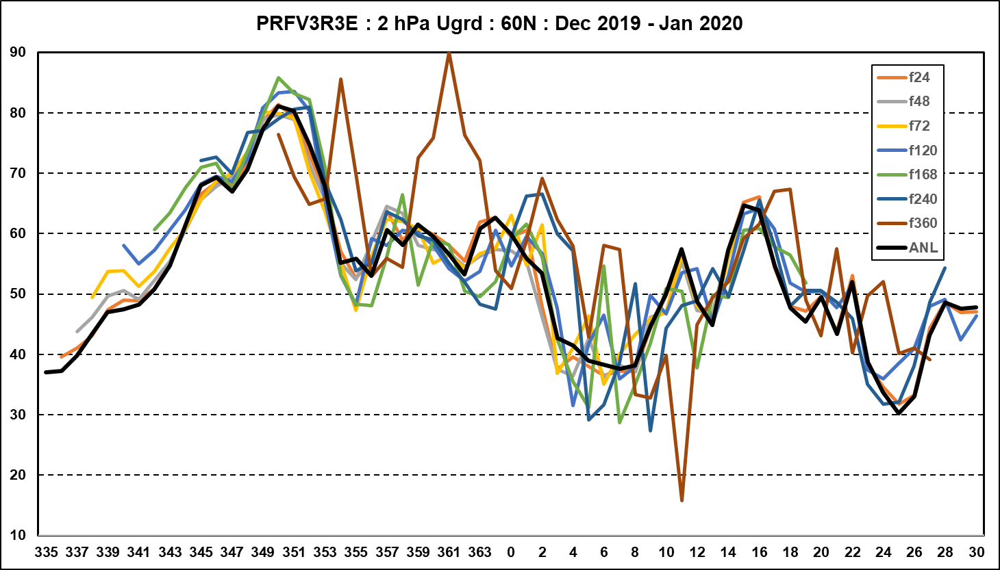 PRFV3R3E : 2 hPa Ugrd : 60N : Dec 2019 - Jan 2020
90
80
70
60
50
40
30
20
10
f24
f48
f72
f120
f168
f240
f360
ANL
335 337 339 341 343 345 347 349 351 353 355 357 359 361 363 0 2 4 6 8 10 12 14 16 18 20 22 24 26 28 30